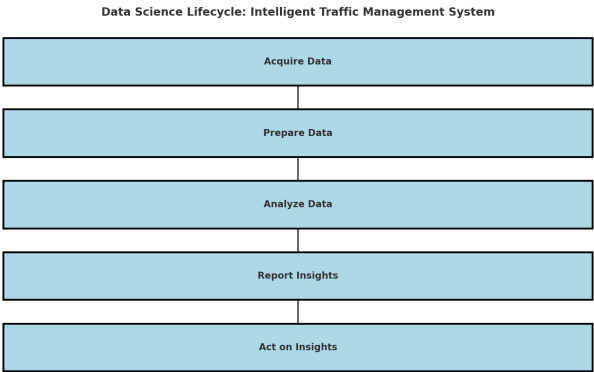 Data Science Lifecycle: Intelligent Traffic Management System
Acquire Data
Prepare Data
Analyze Data
Report Insights
Act on Insights